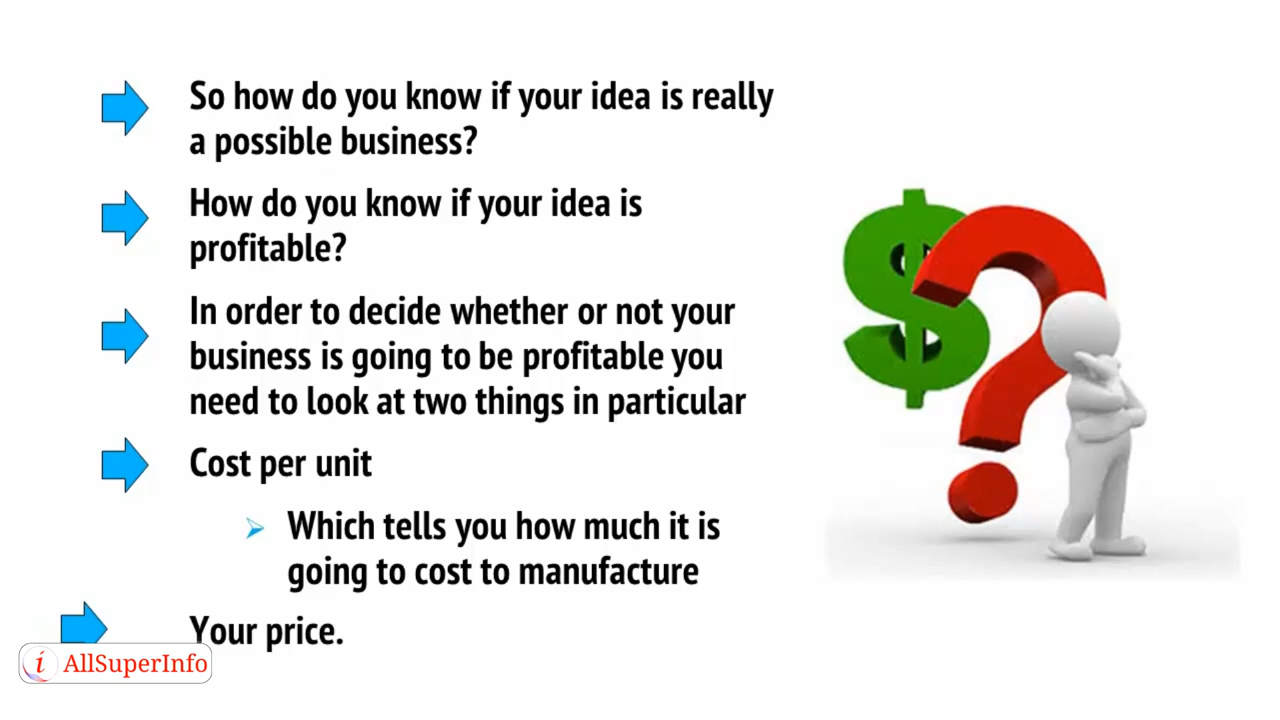 So how do you know if your idea is really
a possible business?
How do you know if your idea is
profitable?
In order to decide whether or not your
business is going to be profitable you
need to look at two things in particular
Cost per unit
Which tells you how much it is
going to cost to manufacture
Your price.
i AllSuperInfo